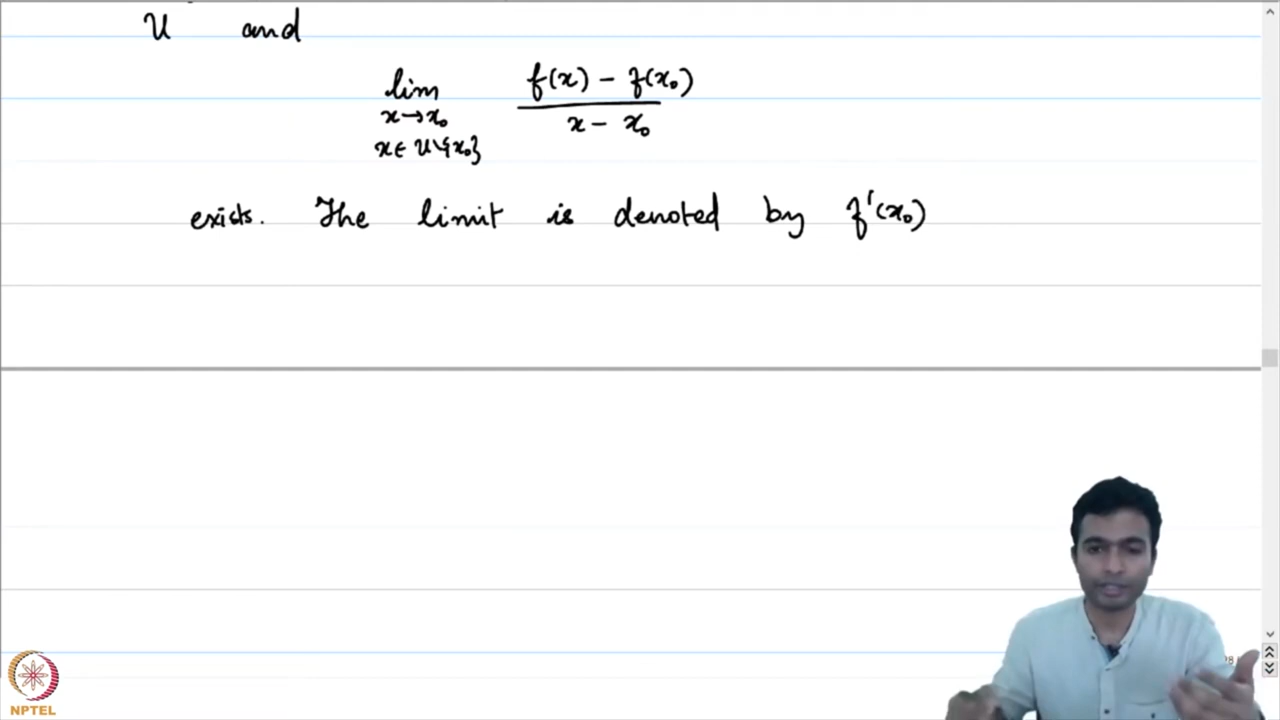 U and
lim f(x) - f(x₀)
x→x₀ x - x₀
x∈ U\{x₀}
exists. The limit is denoted by f'(x₀)
NPTEL